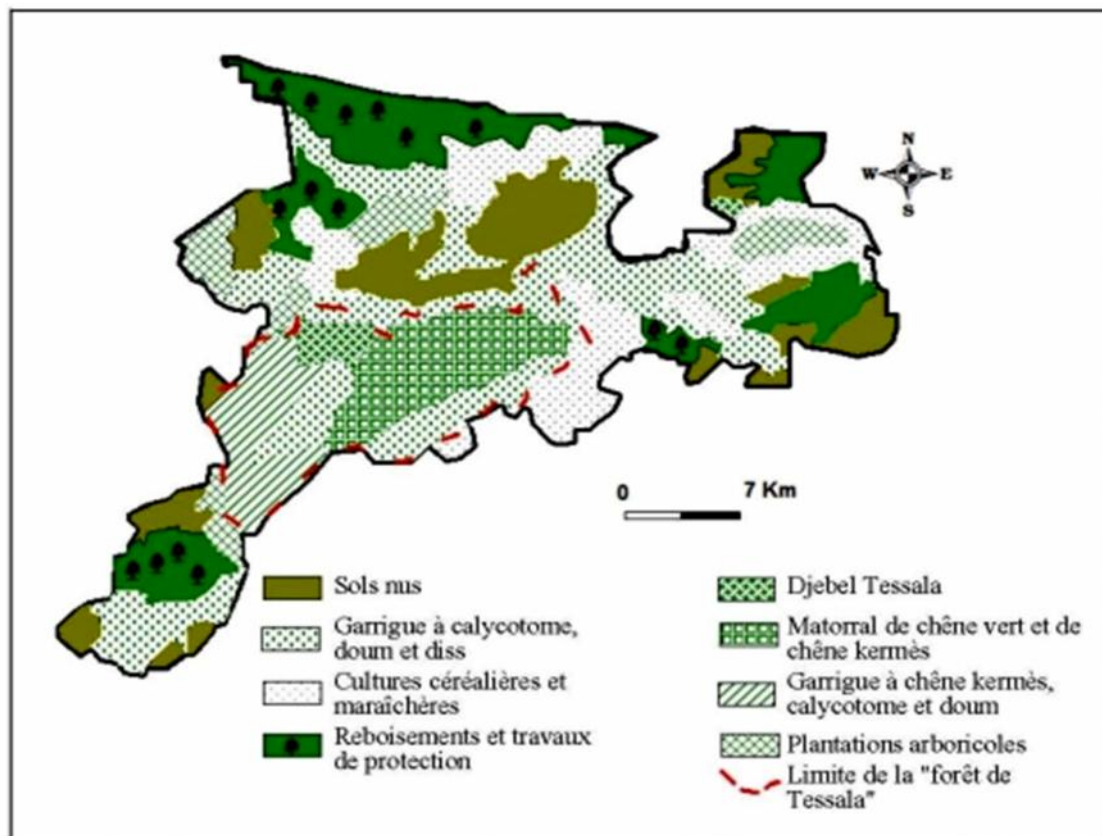 N
W E
S
0 7 Km
Sols nus
Garrigue à calycotome,
doum et diss
Cultures céréalières et
maraîchères
Reboisements et travaux
de protection
Djebel Tessala
Matorral de chêne vert et de
chêne kermès
Garrigue à chêne kermès,
calycotome et doum
Plantations arboricoles
Limite de la "forêt de
Tessala"